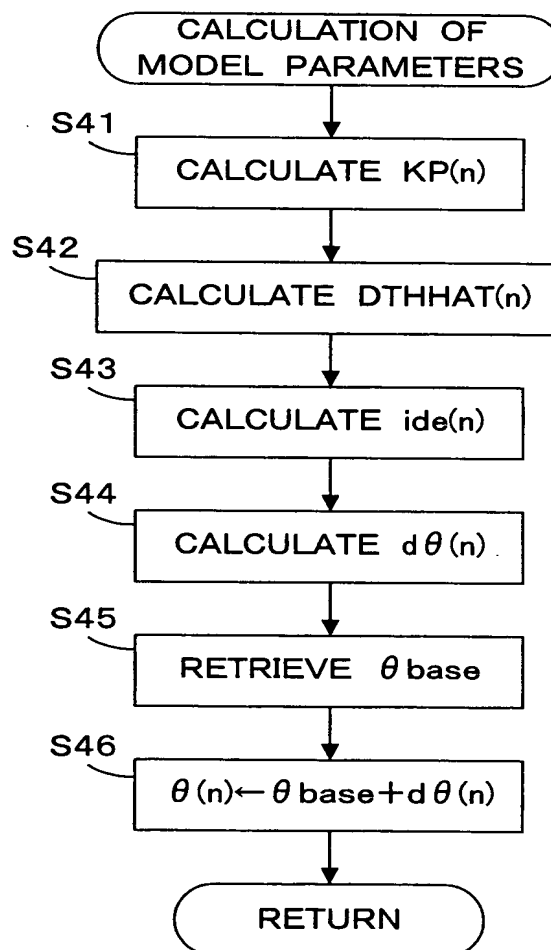 CALCULATION OF
MODEL PARAMETERS
S41
CALCULATE KP(n)
S42
CALCULATE DTHHAT(n)
S43
CALCULATE ide(n)
S44
CALCULATE dθ(n)
S45
RETRIEVE θbase
S46
θ(n)←θbase+dθ(n)
RETURN